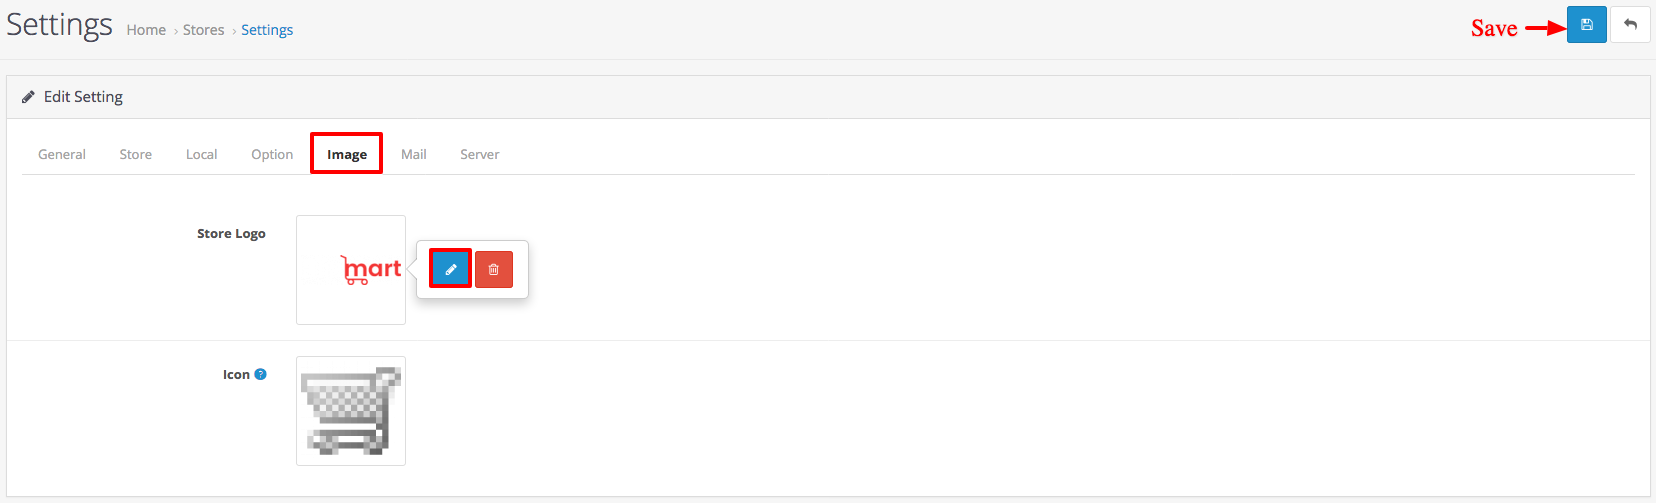 Settings Home › Stores › Settings
Save
Edit Setting
General Store Local Option Image Mail Server
Store Logo
mart
Icon ?